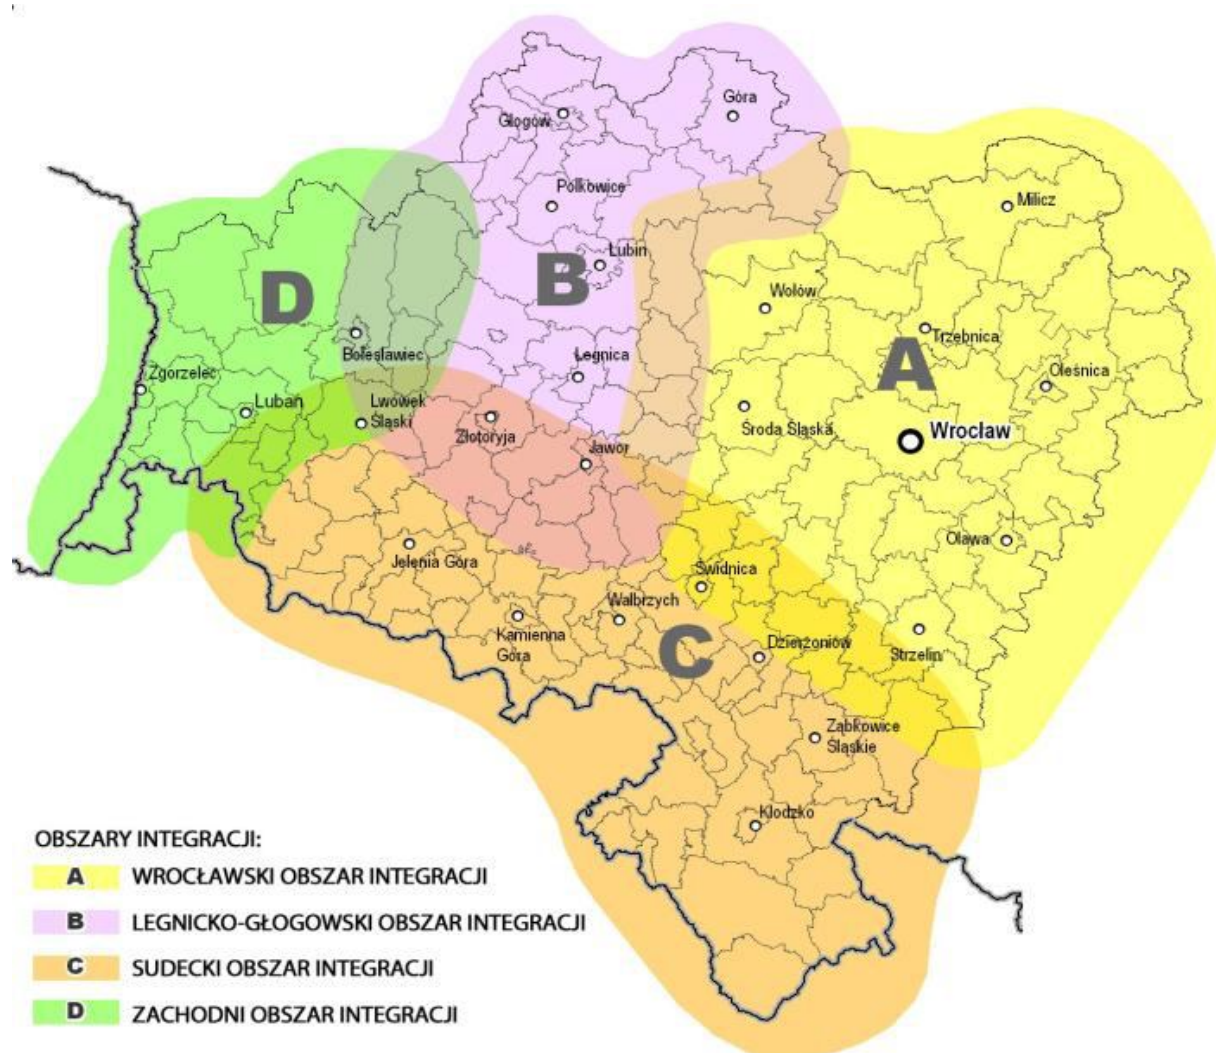 Góra
Głogów
Polkowice
Milicz
Lubin
B
D
Wołów
Bolesławiec
Trzebnica
Legnica
A
Zgorzelec
Oleśnica
Lubań
Lwówek
Śląski
Złotoryja
Środa Śląska
Wrocław
Jawor
Oława
Jelenia Góra
Świdnica
Wałbrzych
Kamienna
Góra
C
Dzierżoniów
Strzelin
Ząbkowice
Śląskie
Kłodzko
OBSZARY INTEGRACJI:
A WROCŁAWSKI OBSZAR INTEGRACJI
B LEGNICKO-GŁOGOWSKI OBSZAR INTEGRACJI
C SUDECKI OBSZAR INTEGRACJI
D ZACHODNI OBSZAR INTEGRACJI